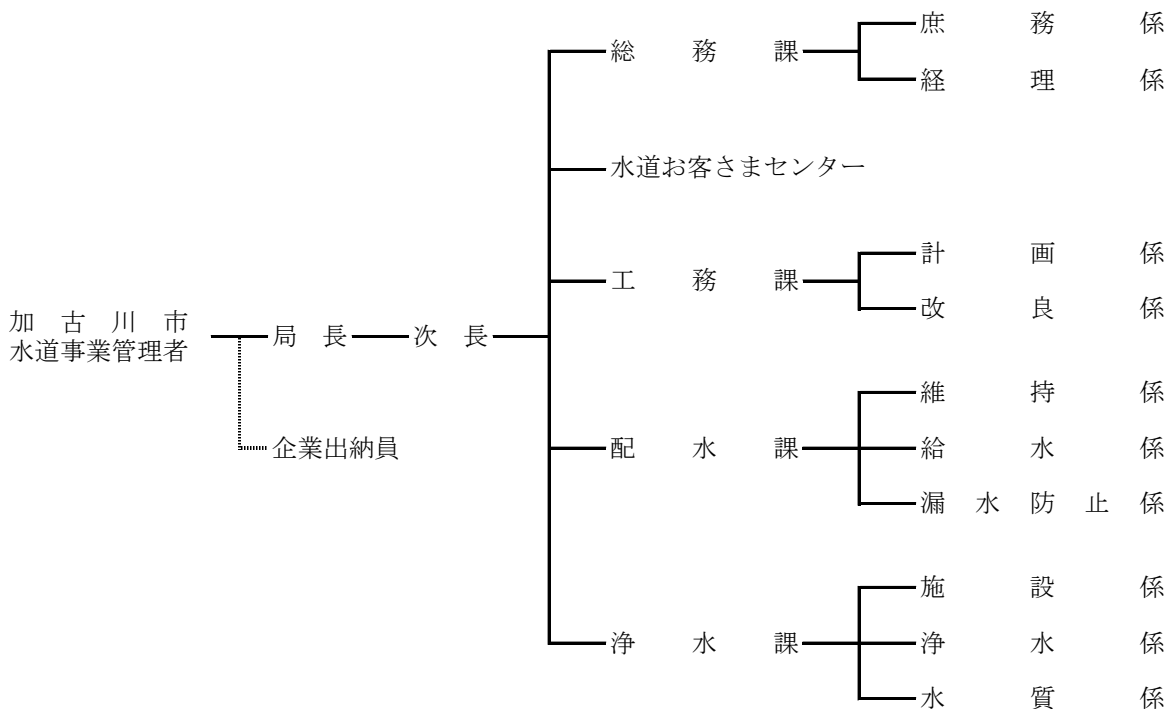 庶務係
総務課
経理係
水道お客さまセンター
計画係
工務課
改良係
加古川市
水道事業管理者
局長
次長
維持係
企業出納員
配水課
給水係
漏水防止係
施設係
浄水課
浄水係
水質係